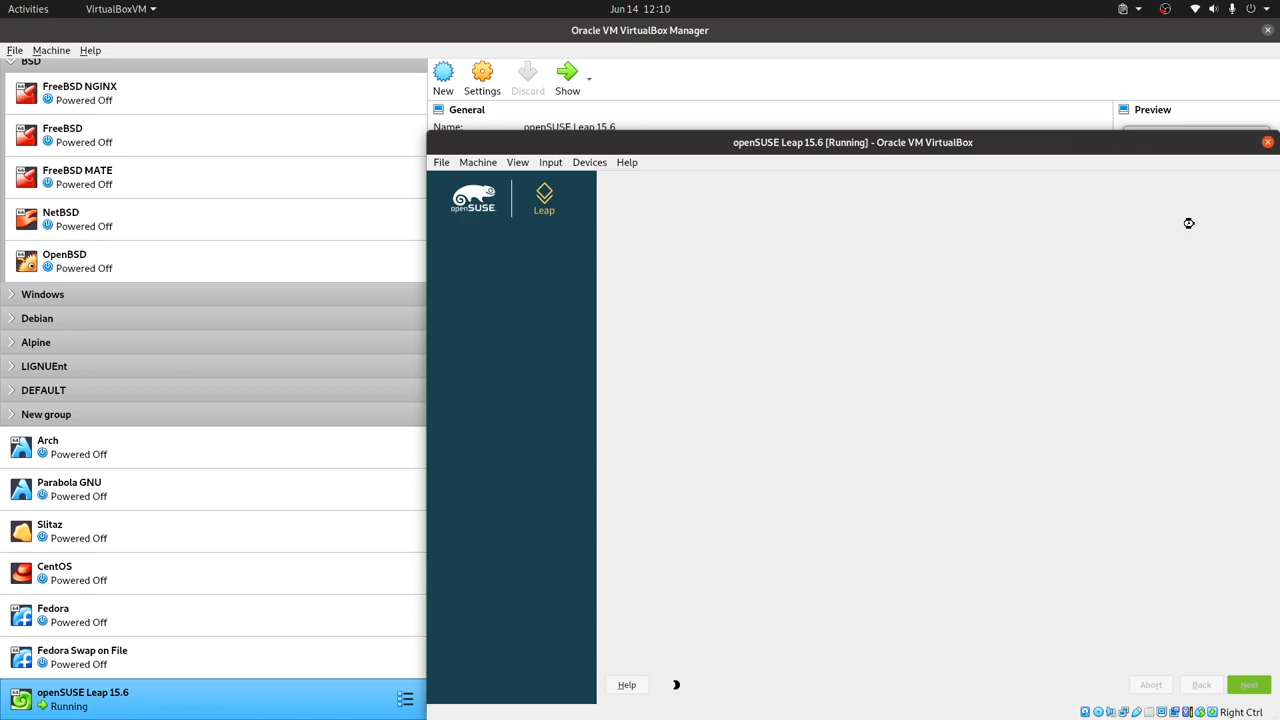 Activities
VirtualBoxVM
Jun 14 12:10
Oracle VM VirtualBox Manager
File Machine Help
BSD
FreeBSD NGINX
Powered Off
FreeBSD
Powered Off
FreeBSD MATE
Powered Off
NetBSD
Powered Off
OpenBSD
Powered Off
Windows
Debian
Alpine
LIGNUEnt
DEFAULT
New group
Arch
Powered Off
Parabola GNU
Powered Off
Slitaz
Powered Off
CentOS
Powered Off
Fedora
Powered Off
Fedora Swap on File
Powered Off
openSUSE Leap 15.6
Running
New Settings Discard Show
General
Preview
Name: openSUSE Leap 15.6
openSUSE Leap 15.6 [Running] - Oracle VM VirtualBox
File Machine View Input Devices Help
openSUSE
Leap
Help
Abort
Back
Next
Right Ctrl